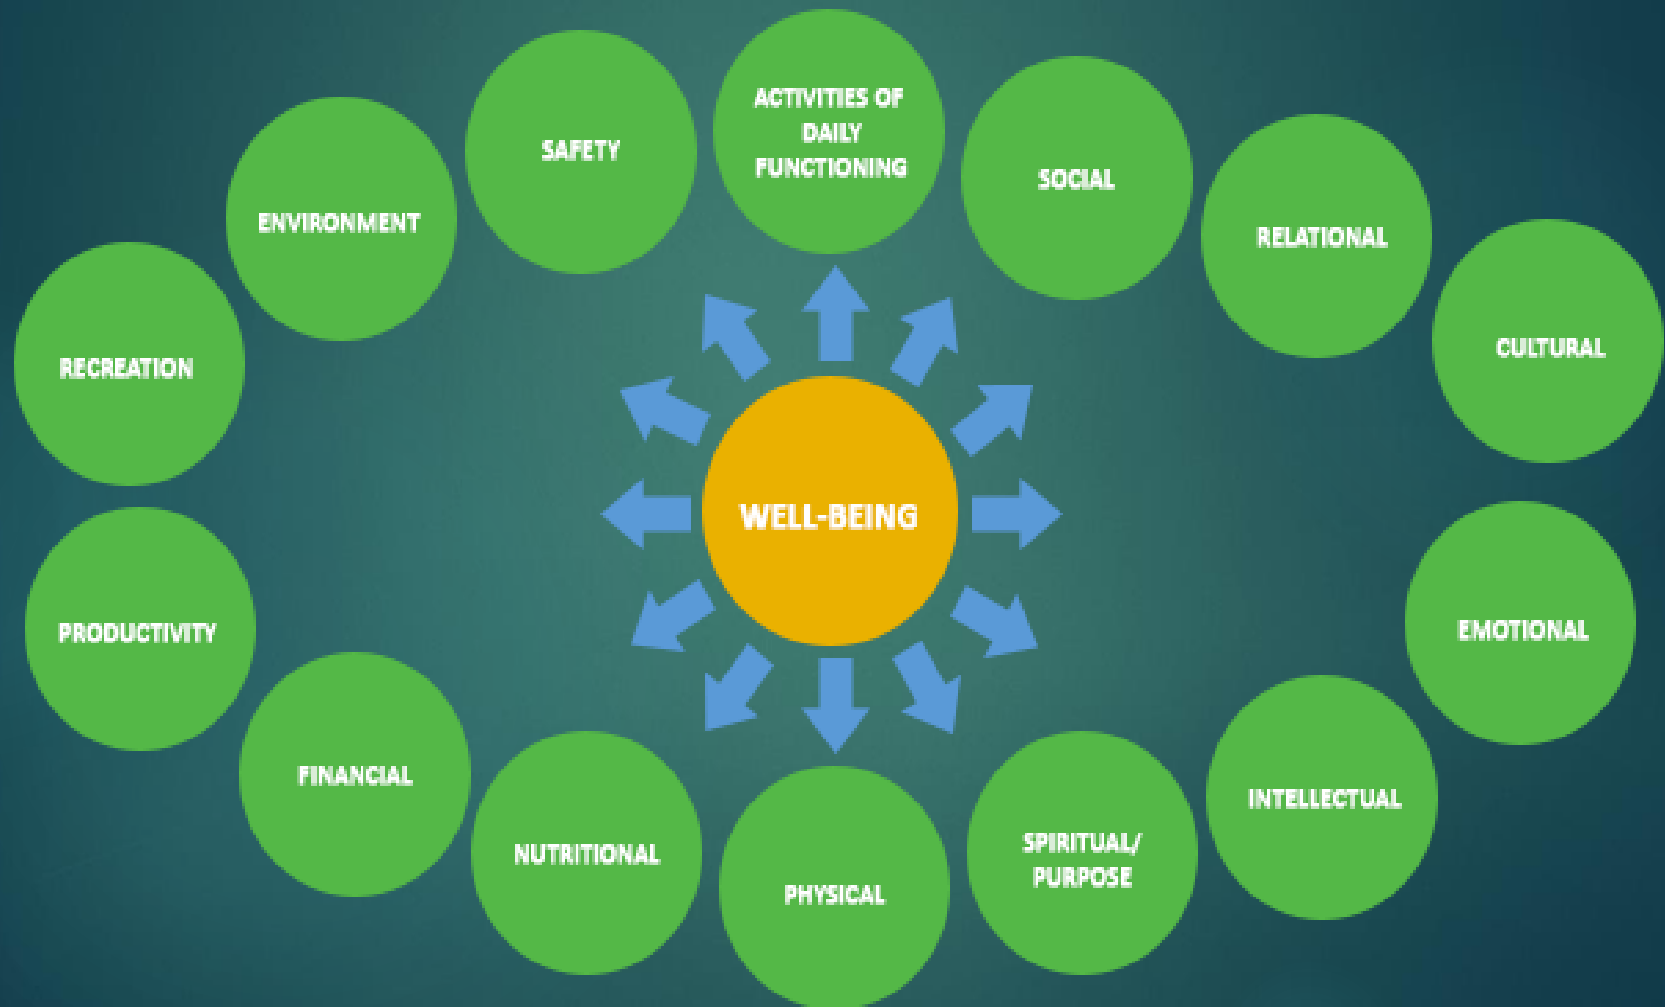 ACTIVITIES OF
DAILY
FUNCTIONING
SAFETY
SOCIAL
ENVIRONMENT
RELATIONAL
RECREATION
CULTURAL
WELL-BEING
PRODUCTIVITY
EMOTIONAL
FINANCIAL
INTELLECTUAL
NUTRITIONAL
SPIRITUAL/
PURPOSE
PHYSICAL